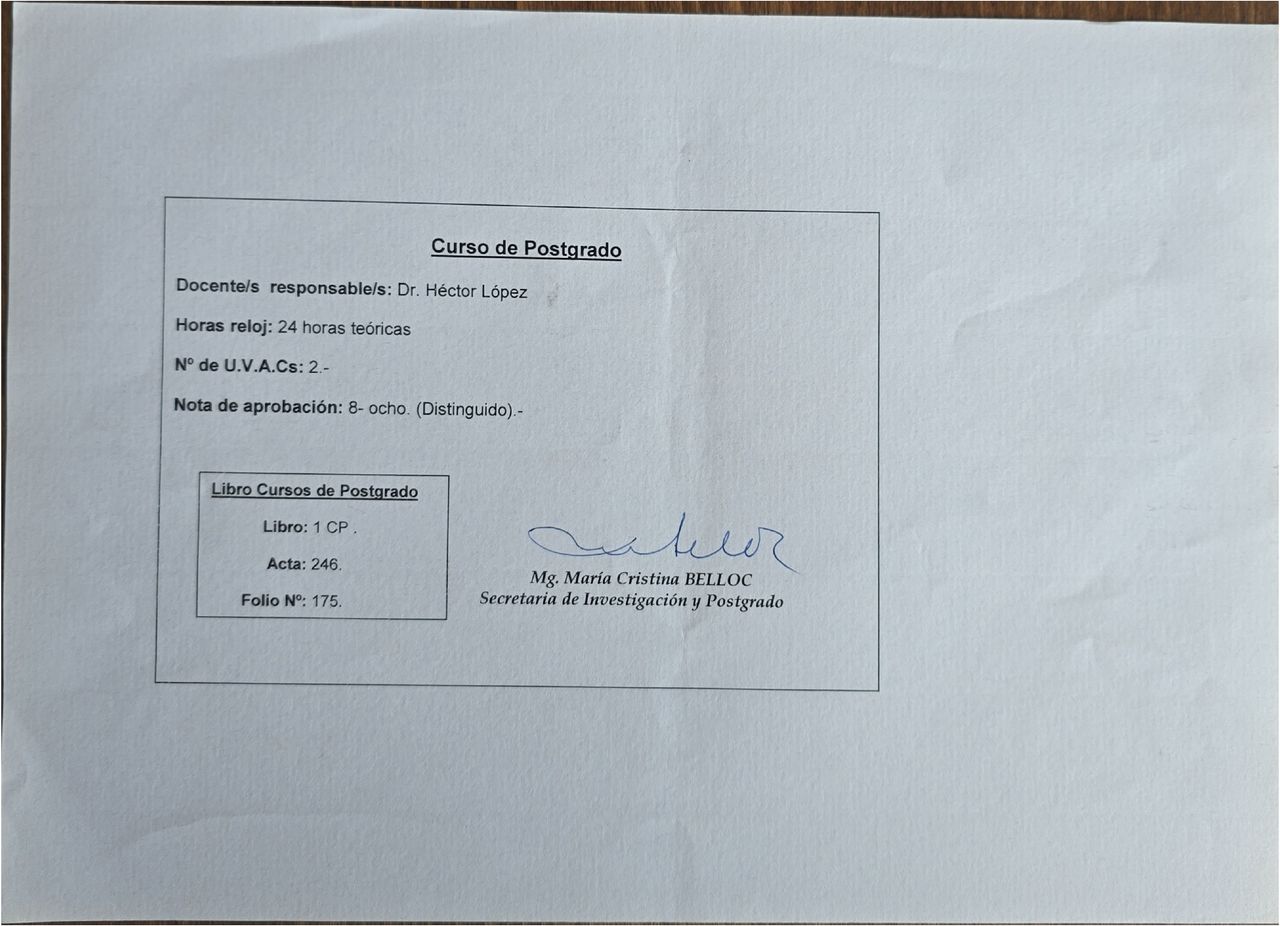 Curso de Postgrado
Docente/s responsable/s: Dr. Héctor López
Horas reloj: 24 horas teóricas
Nº de U.V.A.Cs: 2.-
Nota de aprobación: 8- ocho. (Distinguido).-
Libro Cursos de Postgrado
Libro: 1 CP .
Acta: 246.
Folio Nº: 175.
Mg. María Cristina BELLOC
Secretaria de Investigación y Postgrado